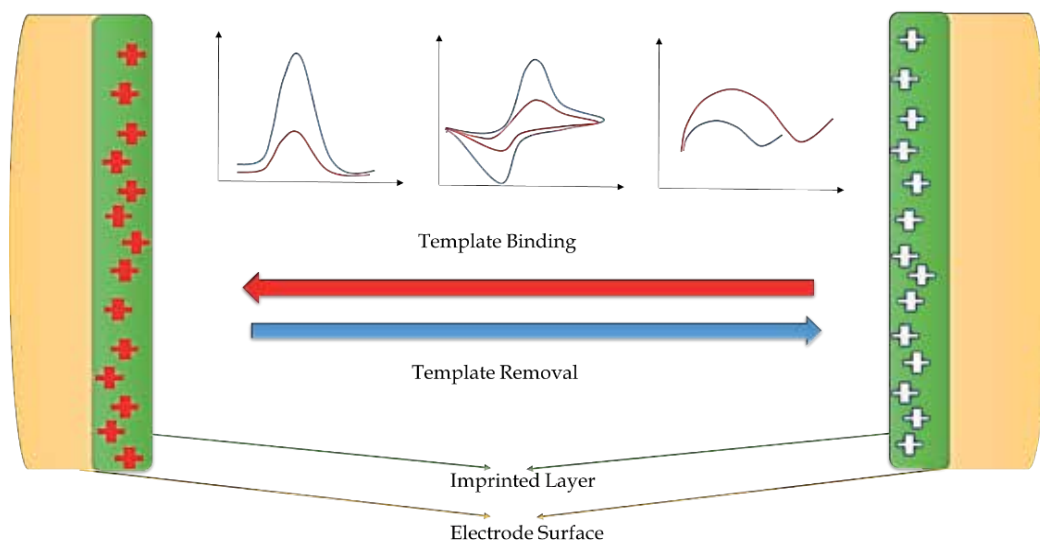 Template Binding
Template Removal
Imprinted Layer
Electrode Surface